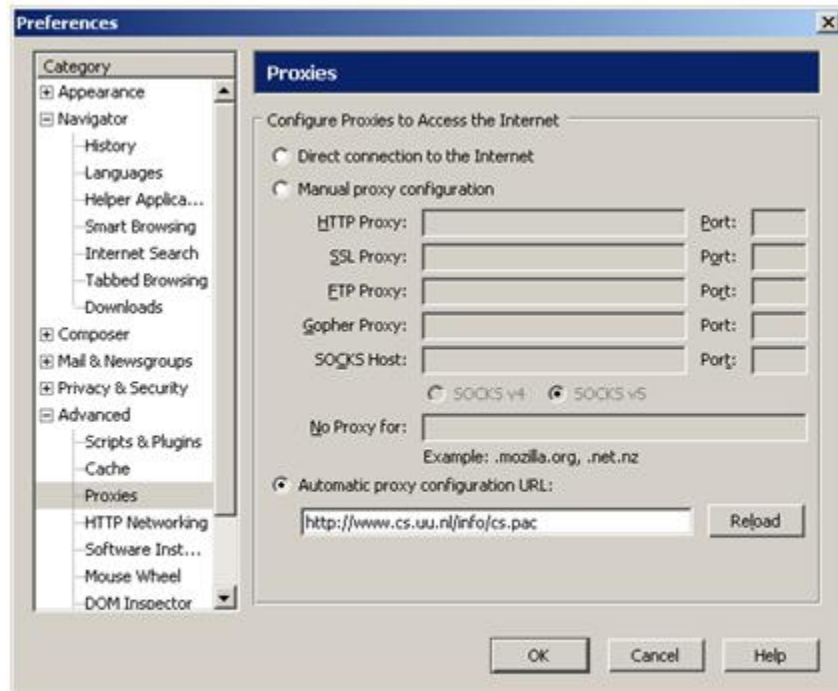 Preferences
Category
Appearance
Navigator
History
Languages
Helper Applica...
Smart Browsing
Internet Search
Tabbed Browsing
Downloads
Composer
Mail & Newsgroups
Privacy & Security
Advanced
Scripts & Plugins
Cache
Proxies
HTTP Networking
Software Inst...
Mouse Wheel
DOM Inspector
Proxies
Configure Proxies to Access the Internet
Direct connection to the Internet
Manual proxy configuration
HTTP Proxy: Port:
SSL Proxy: Port:
FTP Proxy: Port:
Gopher Proxy: Port:
SOCKS Host: Port:
SOCKS v4 SOCKS v5
No Proxy for:
Example: .mozilla.org, .net.nz
Automatic proxy configuration URL:
http://www.cs.uu.nl/info/cs.pac Reload
OK Cancel Help